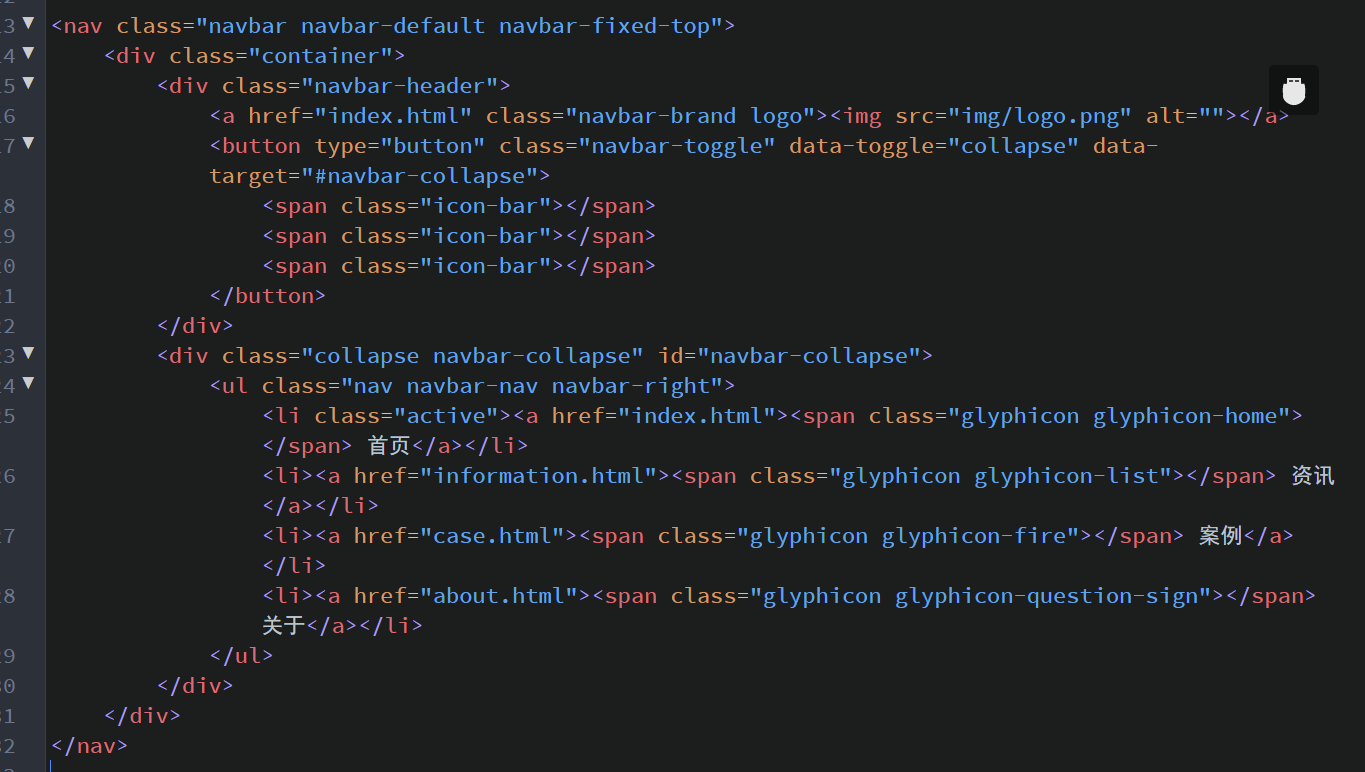 3 <nav class="navbar navbar-default navbar-fixed-top">
4 <div class="container">
5 <div class="navbar-header">
6 <a href="index.html" class="navbar-brand logo"><img src="img/logo.png" alt=""></a>
7 <button type="button" class="navbar-toggle" data-toggle="collapse" data-
target="#navbar-collapse">
8 <span class="icon-bar"></span>
9 <span class="icon-bar"></span>
0 <span class="icon-bar"></span>
1 </button>
2 </div>
3 <div class="collapse navbar-collapse" id="navbar-collapse">
4 <ul class="nav navbar-nav navbar-right">
5 <li class="active"><a href="index.html"><span class="glyphicon glyphicon-home">
</span> 首页</a></li>
6 <li><a href="information.html"><span class="glyphicon glyphicon-list"></span> 资讯
</a></li>
7 <li><a href="case.html"><span class="glyphicon glyphicon-fire"></span> 案例</a>
</li>
8 <li><a href="about.html"><span class="glyphicon glyphicon-question-sign"></span>
关于</a></li>
9 </ul>
0 </div>
1 </div>
2 </nav>